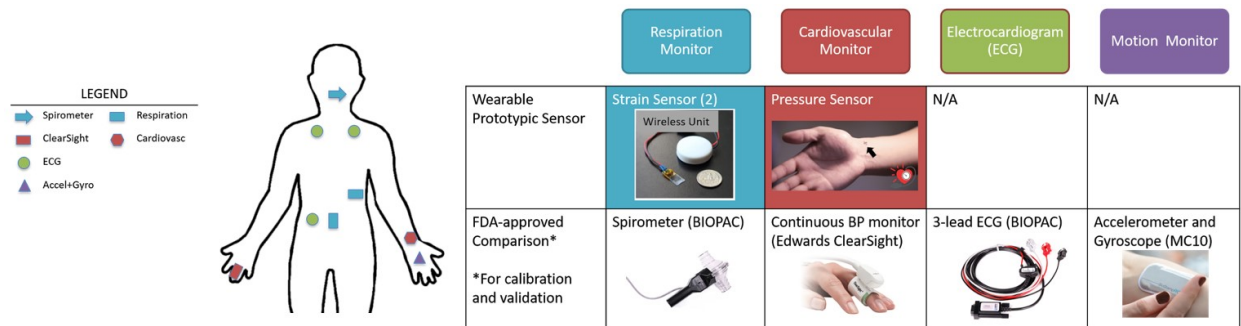 LEGEND
Spirometer
Respiration
ClearSight
Cardiovasc
ECG
Accel+Gyro
Respiration
Monitor
Cardiovascular
Monitor
Electrocardiogram
(ECG)
Motion Monitor
Wearable
Prototypic Sensor
Strain Sensor (2)
Wireless Unit
Pressure Sensor
N/A
N/A
FDA-approved
Comparison*
*For calibration
and validation
Spirometer (BIOPAC)
Continuous BP monitor
(Edwards ClearSight)
3-lead ECG (BIOPAC)
Accelerometer and
Gyroscope (MC10)